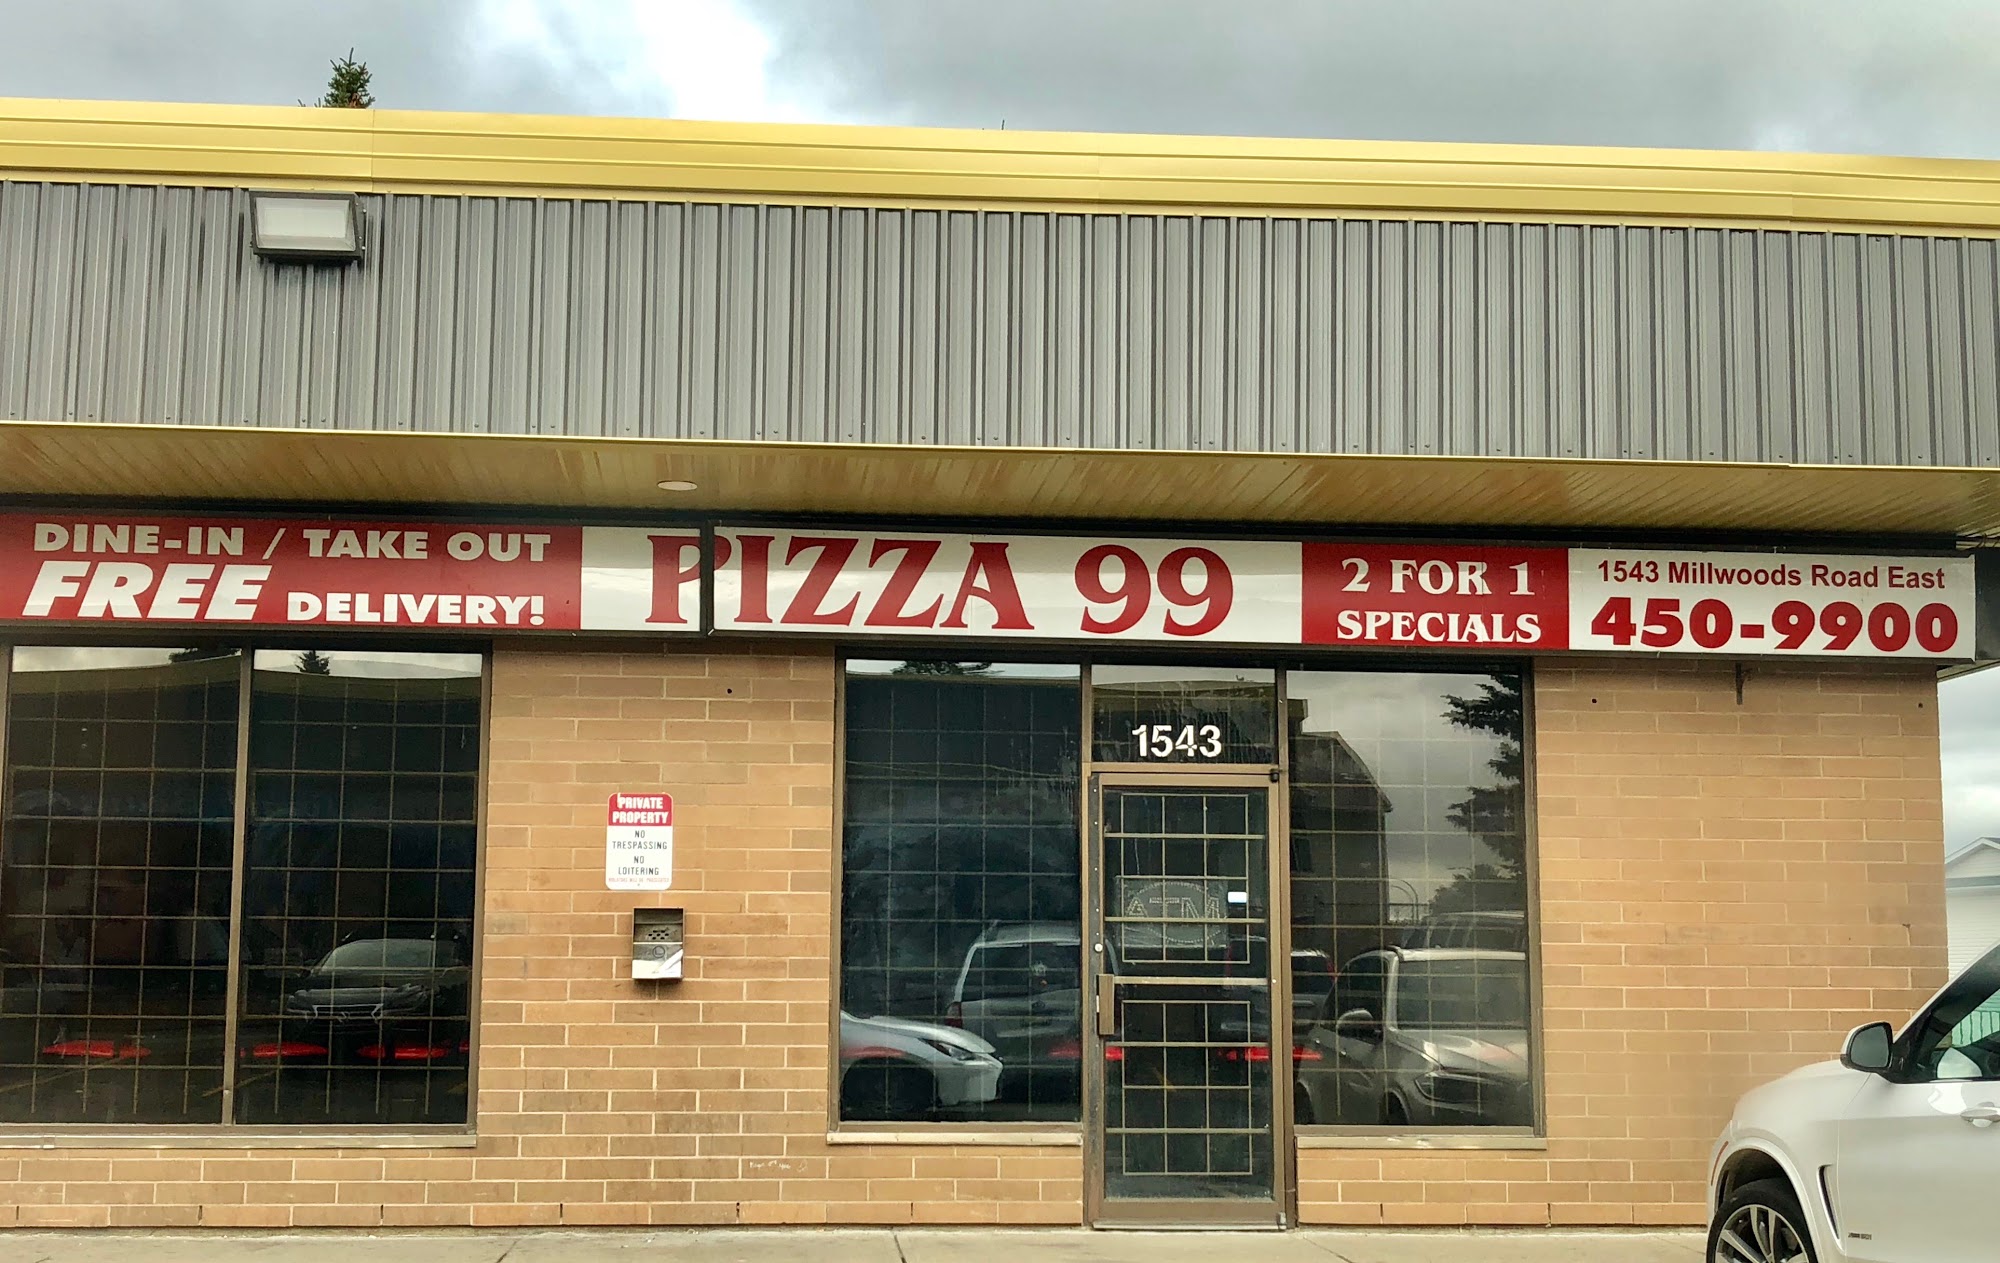 DINE-IN / TAKE OUT
FREE DELIVERY!
PIZZA 99
2 FOR 1
SPECIALS
1543 Millwoods Road East
450-9900
1543
PRIVATE
PROPERTY
NO
TRESPASSING
NO
LOITERING
ATM